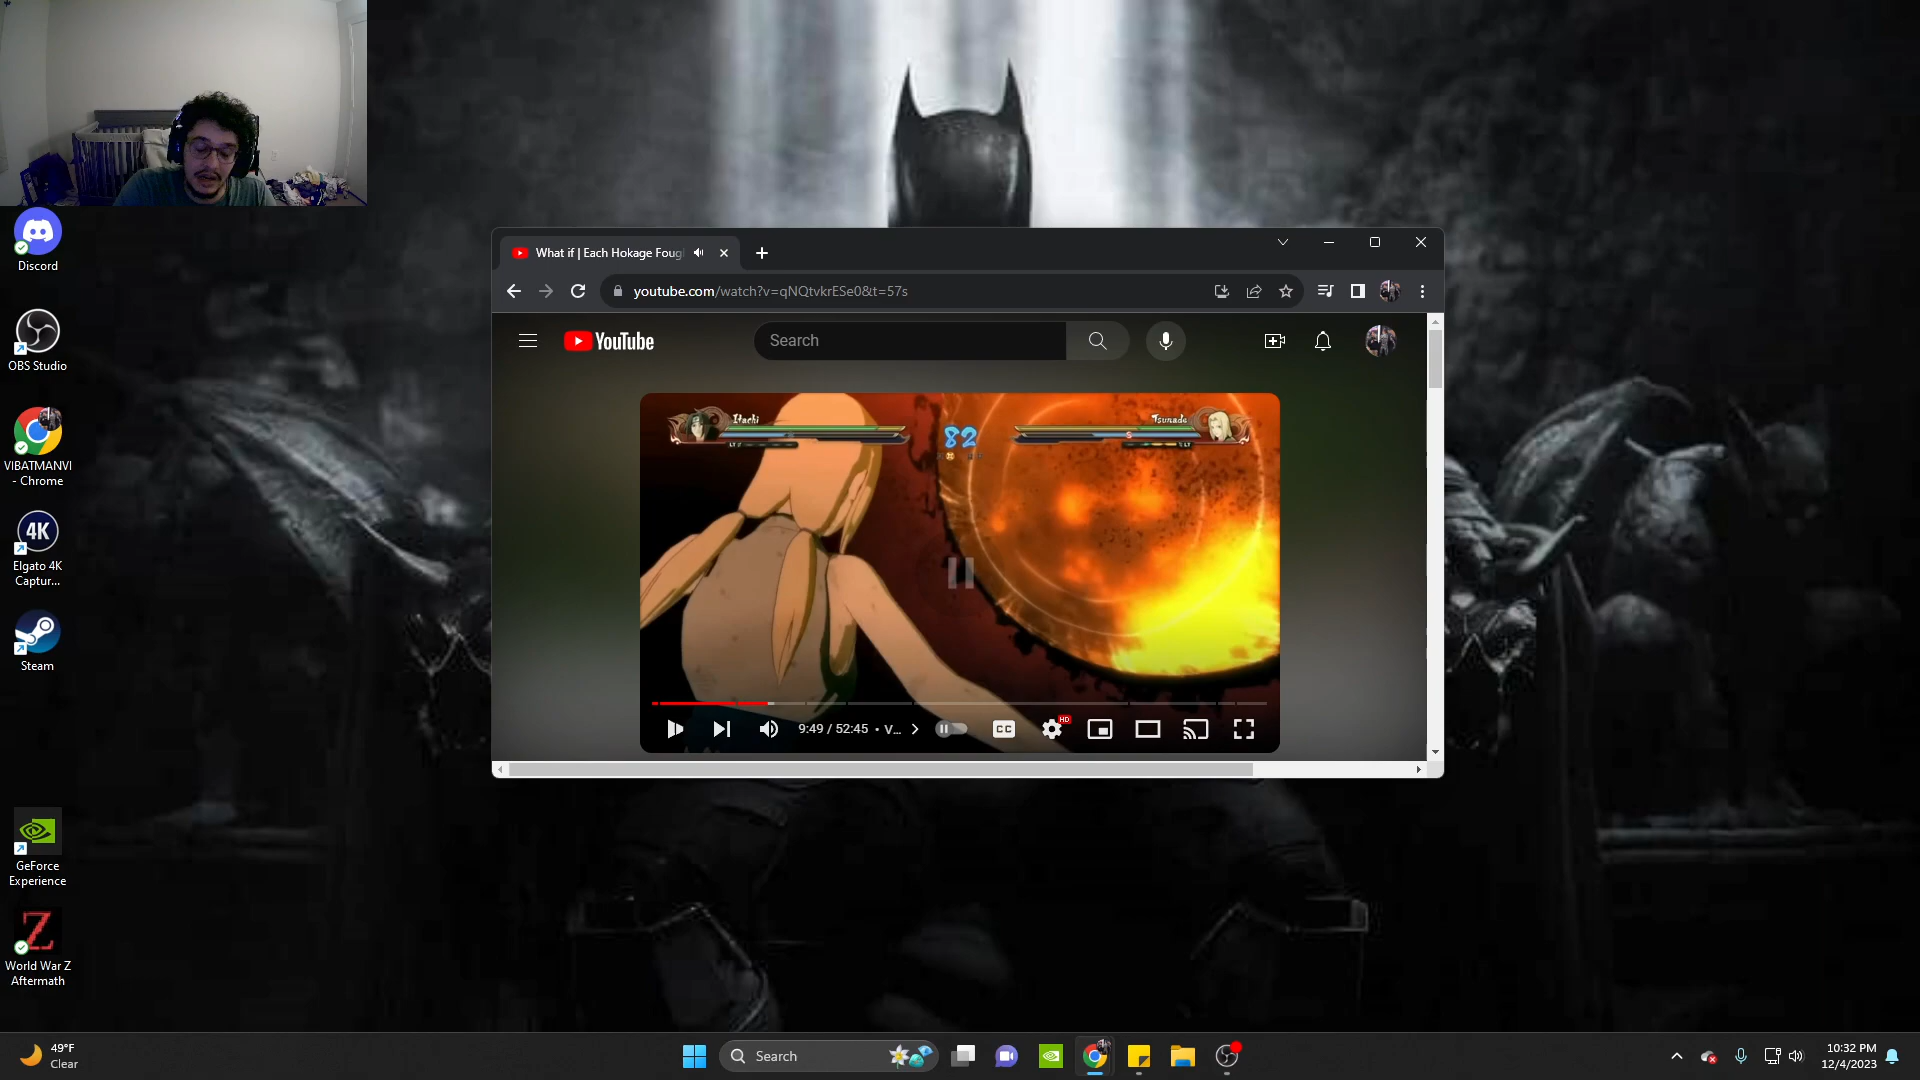 Discord
OBS Studio
VIBATMANVI
- Chrome
4K
Elgato 4K
Captur...
Steam
GeForce
Experience
Z
World War Z
Aftermath
What if | Each Hokage Foug
youtube.com/watch?v=qNQtvkrESe0&t=57s
YouTube
Search
Itachi
82
Tsunade
9:49 / 52:45 • V...
CC
HD
49°F
Clear
Search
10:32 PM
12/4/2023